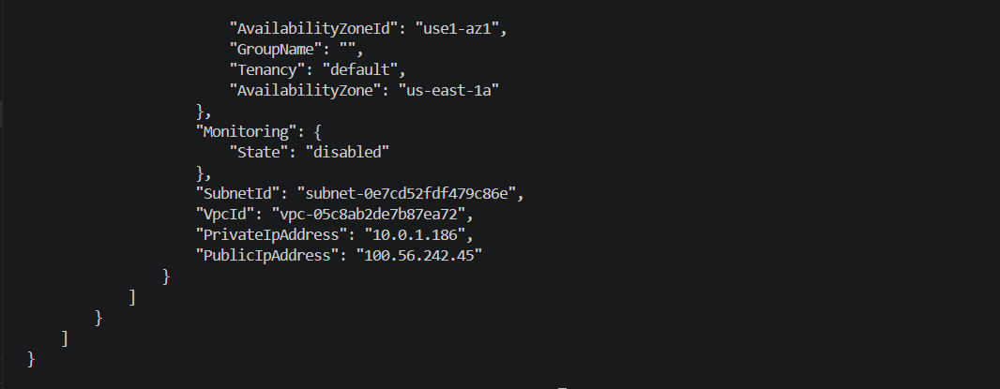 "AvailabilityZoneId": "use1-az1",
"GroupName": "",
"Tenancy": "default",
"AvailabilityZone": "us-east-1a"
},
"Monitoring": {
"State": "disabled"
},
"SubnetId": "subnet-0e7cd52fdf479c86e",
"VpcId": "vpc-05c8ab2de7b87ea72",
"PrivateIpAddress": "10.0.1.186",
"PublicIpAddress": "100.56.242.45"
}
]
}
]
}